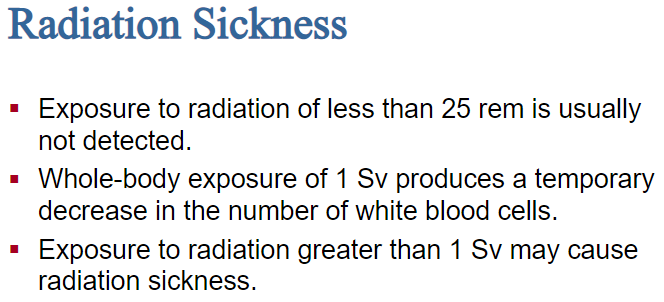 Radiation Sickness
▪ Exposure to radiation of less than 25 rem is usually
not detected.
▪ Whole-body exposure of 1 Sv produces a temporary
decrease in the number of white blood cells.
▪ Exposure to radiation greater than 1 Sv may cause
radiation sickness.